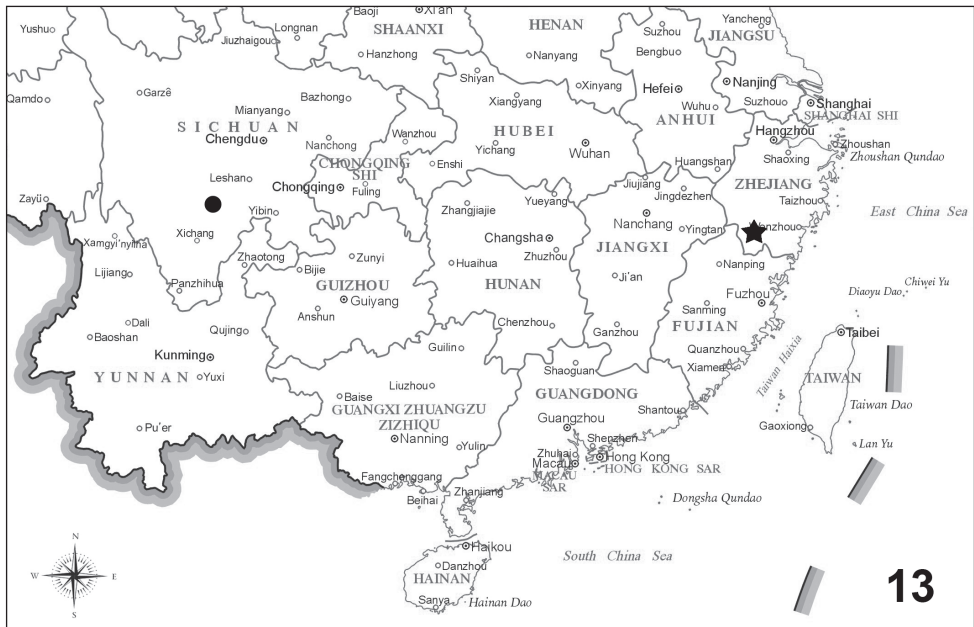 Baoji
Xi'an
Longnan
SHAANXI
HENAN
Suzhou
Yancheng
JIANGSU
Yushu
Jiuzhaigou
Hanzhong
Nanyang
Bengbu
Qamdo
Garzê
Bazhong
Shiyan
Xiangyang
Xinyang
Hefei
Nanjing
Mianyang
Wuhu
Suzhou
Shanghai
SHANGHAI SHI
SICHUAN
ANHUI
Chengdu
Nanchong
Wanzhou
HUBEI
Hangzhou
Yichang
Wuhan
Shaoxing
Zhoushan
Zhoushan Qundao
CHONGQING
SHI
Enshi
Huangshan
Leshan
Chongqing
Fuling
Jiujiang
Jingdezhen
ZHEJIANG
Zayü
Yibin
Zhangjiajie
Yueyang
Taizhou
East China Sea
Nanchang
Yingtan
Xamgyi'nyilha
Xichang
Changsha
JIANGXI
Zhaotong
Zunyi
Zhuzhou
Lijiang
Bijie
Huaihua
Nanping
Panzhihua
GUIZHOU
HUNAN
Ji'an
Chiwei Yu
Guiyang
Fuzhou
Diaoyu Dao
Anshun
Sanming
Dali
Qujing
Chenzhou
Ganzhou
FUJIAN
Taibei
Baoshan
Guilin
Quanzhou
Kunming
Shaoguan
Xiamen
Taiwan Haixia
YUNNAN
Yuxi
Liuzhou
TAIWAN
Baise
GUANGDONG
GUANGXI ZHUANGZU
ZIZHIQU
Shantou
Taiwan Dao
Pu'er
Guangzhou
Gaoxiong
Nanning
Yulin
Shenzhen
Lan Yu
Zhuhai
Hong Kong
Macau
HONG KONG SAR
MACAU
SAR
Fangchenggang
Beihai
Zhanjiang
Dongsha Qundao
N
Haikou
South China Sea
W
E
Danzhou
HAINAN
Sanya
Hainan Dao
S
13